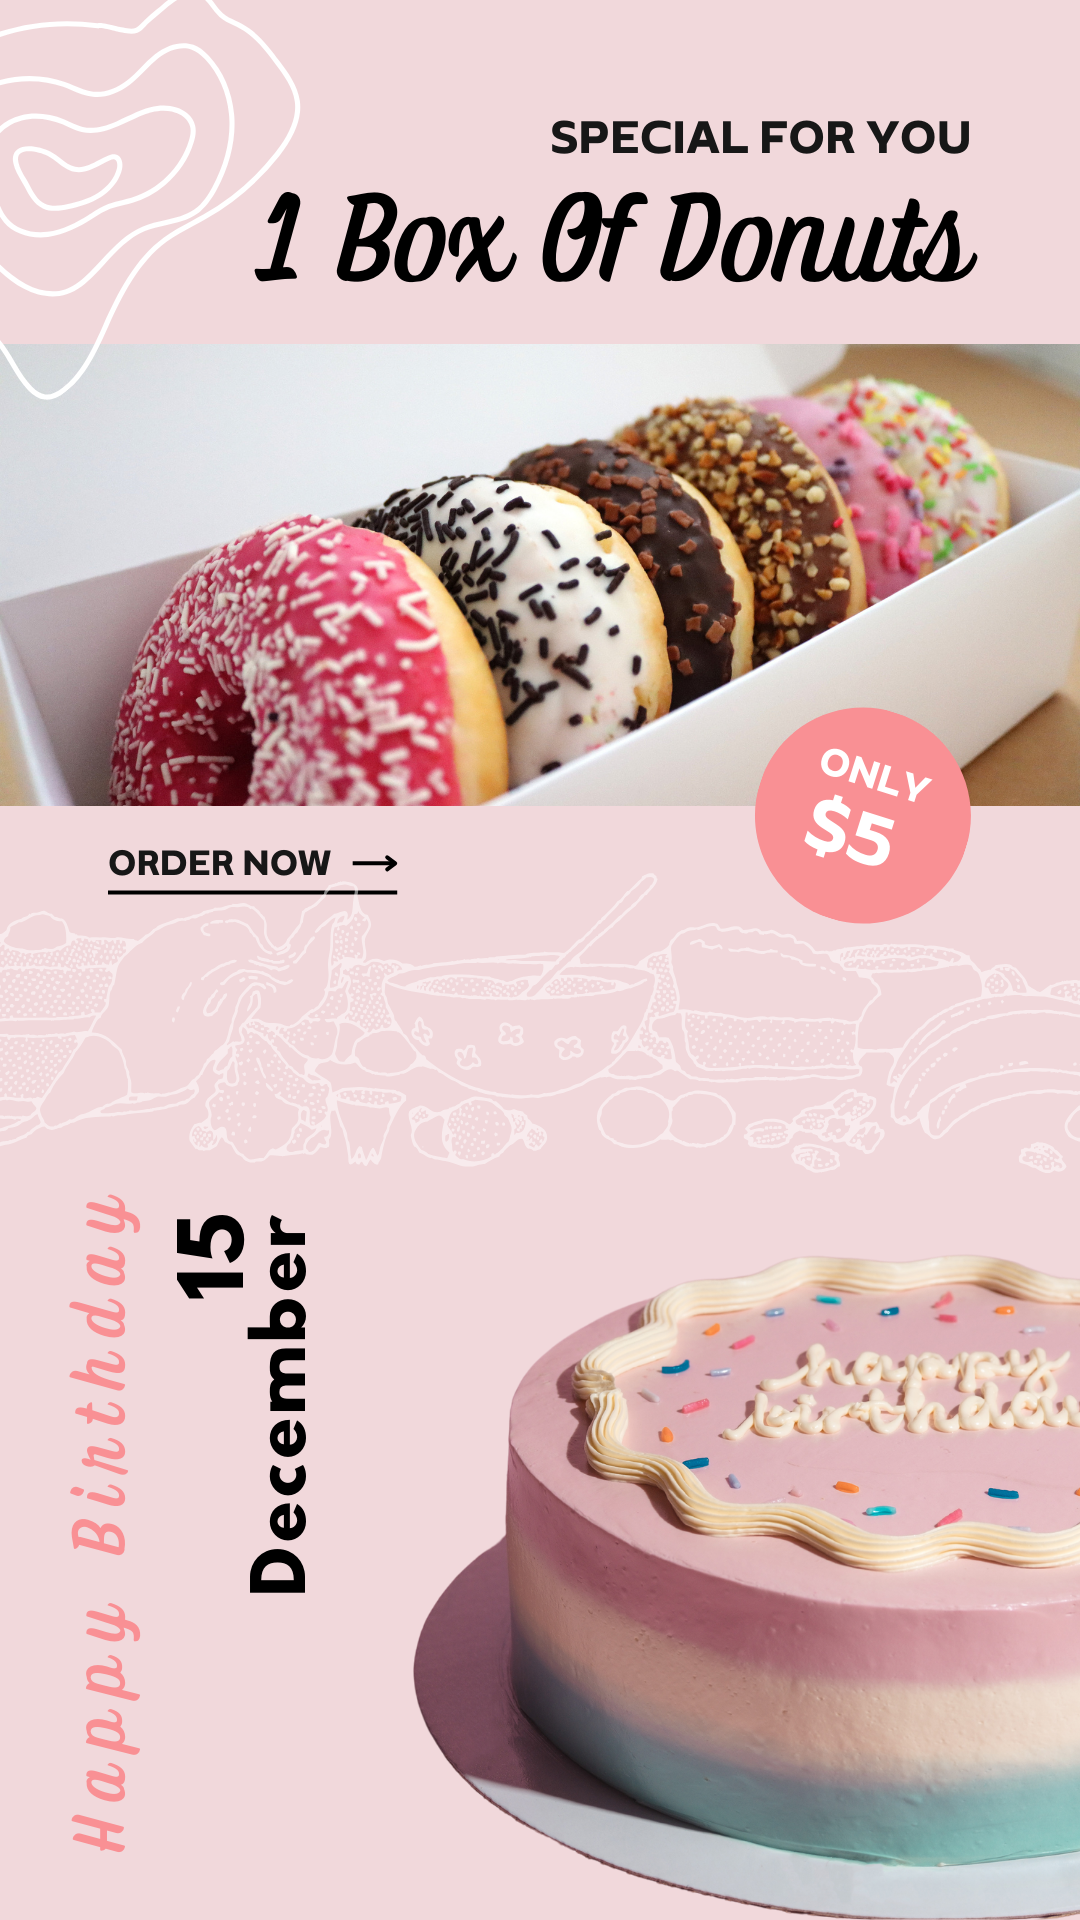 SPECIAL FOR YOU
1 Box Of Donuts
ONLY
$5
ORDER NOW
Happy Birthday
15
December
happy
birthday